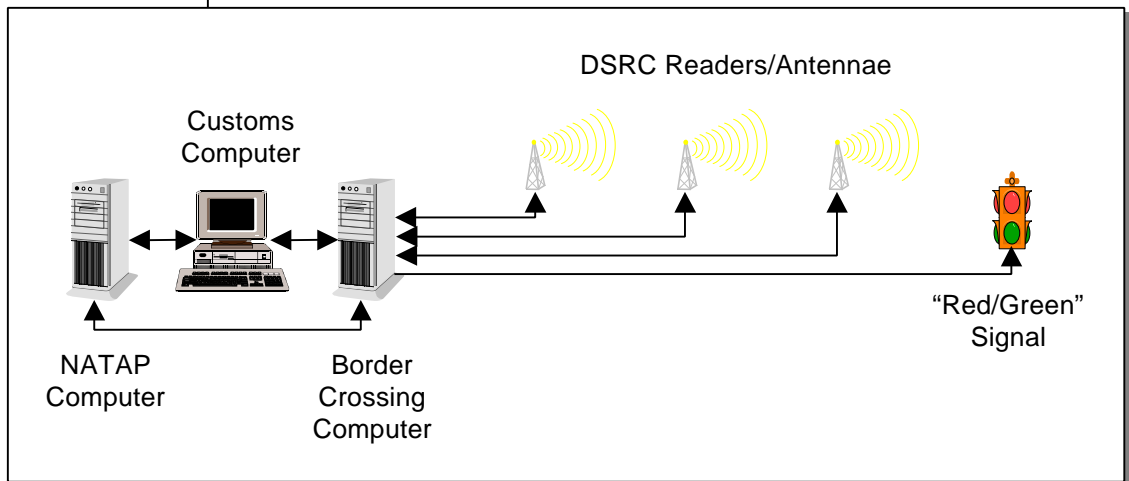 DSRC Readers/Antennae
Customs
Computer
“Red/Green”
Signal
NATAP
Computer
Border
Crossing
Computer